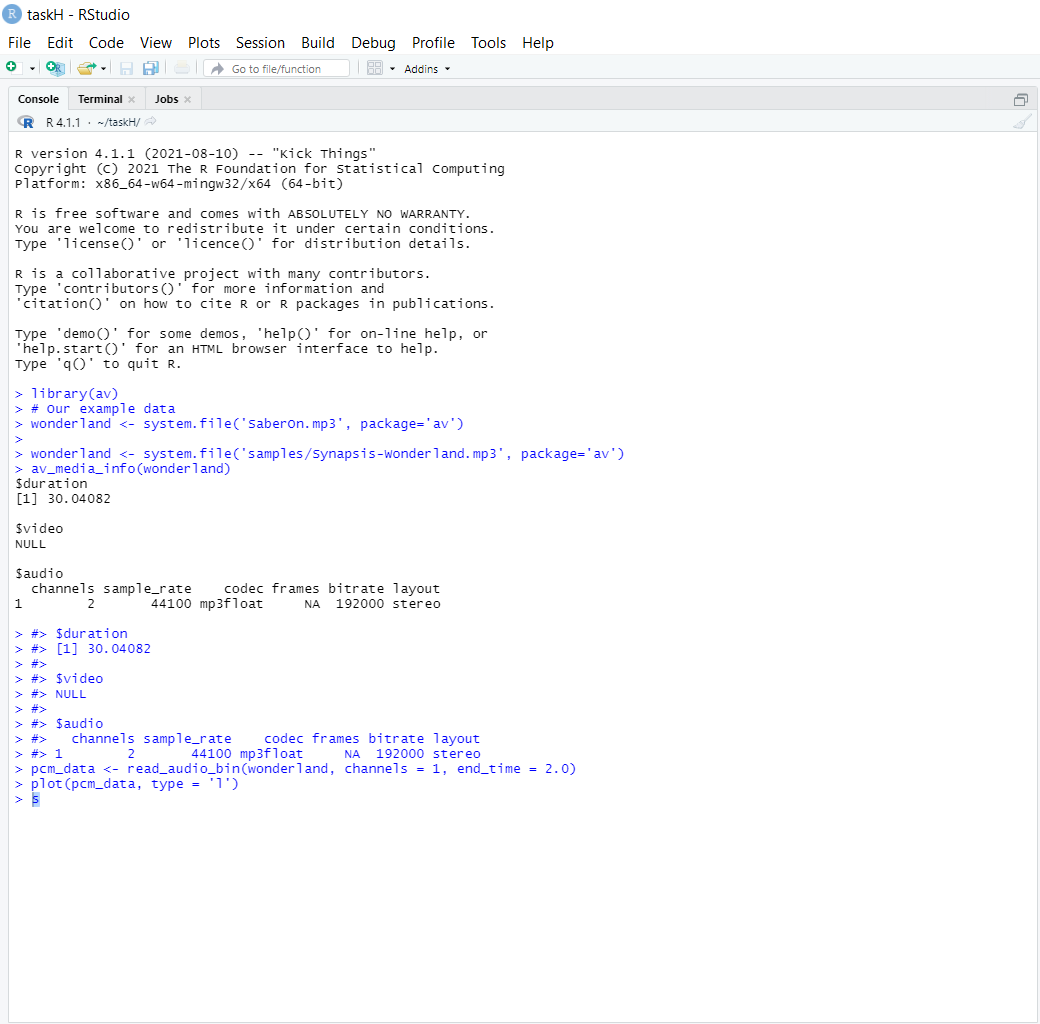 taskH - RStudio
File Edit Code View Plots Session Build Debug Profile Tools Help
Go to file/function Addins
Console Terminal Jobs
R 4.1.1 · ~/taskH/
R version 4.1.1 (2021-08-10) -- "Kick Things"
Copyright (C) 2021 The R Foundation for Statistical Computing
Platform: x86_64-w64-mingw32/x64 (64-bit)
R is free software and comes with ABSOLUTELY NO WARRANTY.
You are welcome to redistribute it under certain conditions.
Type 'license()' or 'licence()' for distribution details.
R is a collaborative project with many contributors.
Type 'contributors()' for more information and
'citation()' on how to cite R or R packages in publications.
Type 'demo()' for some demos, 'help()' for on-line help, or
'help.start()' for an HTML browser interface to help.
Type 'q()' to quit R.
> library(av)
> # Our example data
> wonderland <- system.file('SaberOn.mp3', package='av')
>
> wonderland <- system.file('samples/Synapsis-Wonderland.mp3', package='av')
> av_media_info(wonderland)
$duration
[1] 30.04082
$video
NULL
$audio
channels sample_rate codec frames bitrate layout
1 2 44100 mp3float NA 192000 stereo
> #> $duration
> #> [1] 30.04082
> #>
> #> $video
> #> NULL
> #>
> #> $audio
> #> channels sample_rate codec frames bitrate layout
> #> 1 2 44100 mp3float NA 192000 stereo
> pcm_data <- read_audio_bin(wonderland, channels = 1, end_time = 2.0)
> plot(pcm_data, type = 'l')
> s